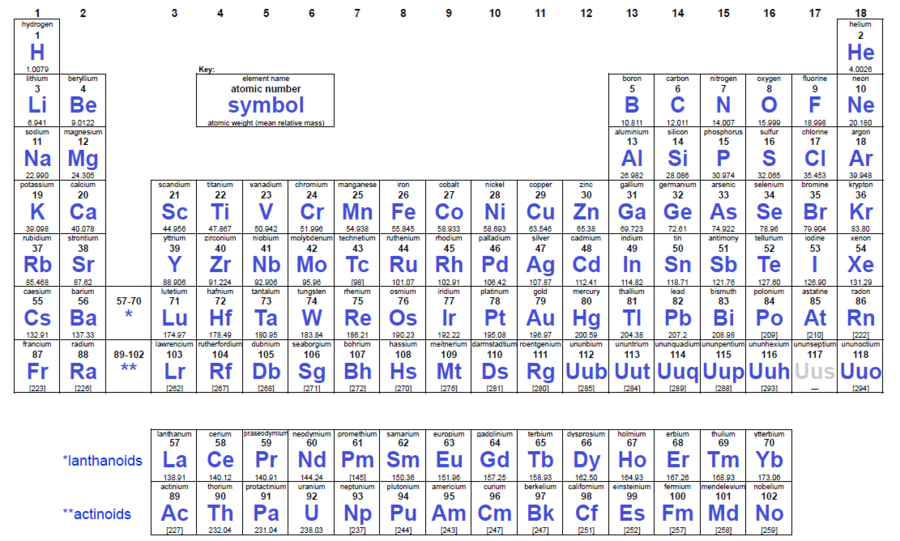 1 2 3 4 5 6 7 8 9 10 11 12 13 14 15 16 17 18
hydrogen helium
1 2
H He
1.0079 Key: 4.0026
lithium beryllium element name boron carbon nitrogen oxygen fluorine neon
3 4 atomic number 5 6 7 8 9 10
Li Be symbol B C N O F Ne
6.941 9.0122 atomic weight (mean relative mass) 10.811 12.011 14.007 15.999 18.998 20.180
sodium magnesium aluminium silicon phosphorus sulfur chlorine argon
11 12 13 14 15 16 17 18
Na Mg Al Si P S Cl Ar
22.990 24.305 26.982 28.086 30.974 32.065 35.453 39.948
potassium calcium scandium titanium vanadium chromium manganese iron cobalt nickel copper zinc gallium germanium arsenic selenium bromine krypton
19 20 21 22 23 24 25 26 27 28 29 30 31 32 33 34 35 36
K Ca Sc Ti V Cr Mn Fe Co Ni Cu Zn Ga Ge As Se Br Kr
39.098 40.078 44.956 47.867 50.942 51.996 54.938 55.845 58.933 58.693 63.546 65.38 69.723 72.61 74.922 78.96 79.904 83.80
rubidium strontium yttrium zirconium niobium molybdenum technetium ruthenium rhodium palladium silver cadmium indium tin antimony tellurium iodine xenon
37 38 39 40 41 42 43 44 45 46 47 48 49 50 51 52 53 54
Rb Sr Y Zr Nb Mo Tc Ru Rh Pd Ag Cd In Sn Sb Te I Xe
85.468 87.62 88.906 91.224 92.906 95.96 [98] 101.07 102.91 106.42 107.87 112.41 114.82 118.71 121.76 127.60 126.90 131.29
caesium barium lutetium hafnium tantalum tungsten rhenium osmium iridium platinum gold mercury thallium lead bismuth polonium astatine radon
55 56 57-70 71 72 73 74 75 76 77 78 79 80 81 82 83 84 85 86
Cs Ba * Lu Hf Ta W Re Os Ir Pt Au Hg Tl Pb Bi Po At Rn
132.91 137.33 174.97 178.49 180.95 183.84 186.21 190.23 192.22 195.08 196.97 200.59 204.38 207.2 208.98 [209] [210] [222]
francium radium lawrencium rutherfordium dubnium seaborgium bohrium hassium meitnerium darmstadtium roentgenium ununbium ununtrium ununquadium ununpentium ununhexium ununseptium ununoctium
87 88 89-102 103 104 105 106 107 108 109 110 111 112 113 114 115 116 117 118
Fr Ra ** Lr Rf Db Sg Bh Hs Mt Ds Rg Uub Uut Uuq Uup Uuh Uus Uuo
[223] [226] [262] [267] [268] [271] [272] [270] [276] [281] [280] [285] [284] [289] [288] [293] — [294]
lanthanum cerium praseodymium neodymium promethium samarium europium gadolinium terbium dysprosium holmium erbium thulium ytterbium
57 58 59 60 61 62 63 64 65 66 67 68 69 70
*lanthanoids La Ce Pr Nd Pm Sm Eu Gd Tb Dy Ho Er Tm Yb
138.91 140.12 140.91 144.24 [145] 150.36 151.96 157.25 158.93 162.50 164.93 167.26 168.93 173.06
actinium thorium protactinium uranium neptunium plutonium americium curium berkelium californium einsteinium fermium mendelevium nobelium
89 90 91 92 93 94 95 96 97 98 99 100 101 102
**actinoids Ac Th Pa U Np Pu Am Cm Bk Cf Es Fm Md No
[227] 232.04 231.04 238.03 [237] [244] [243] [247] [247] [251] [252] [257] [258] [259]